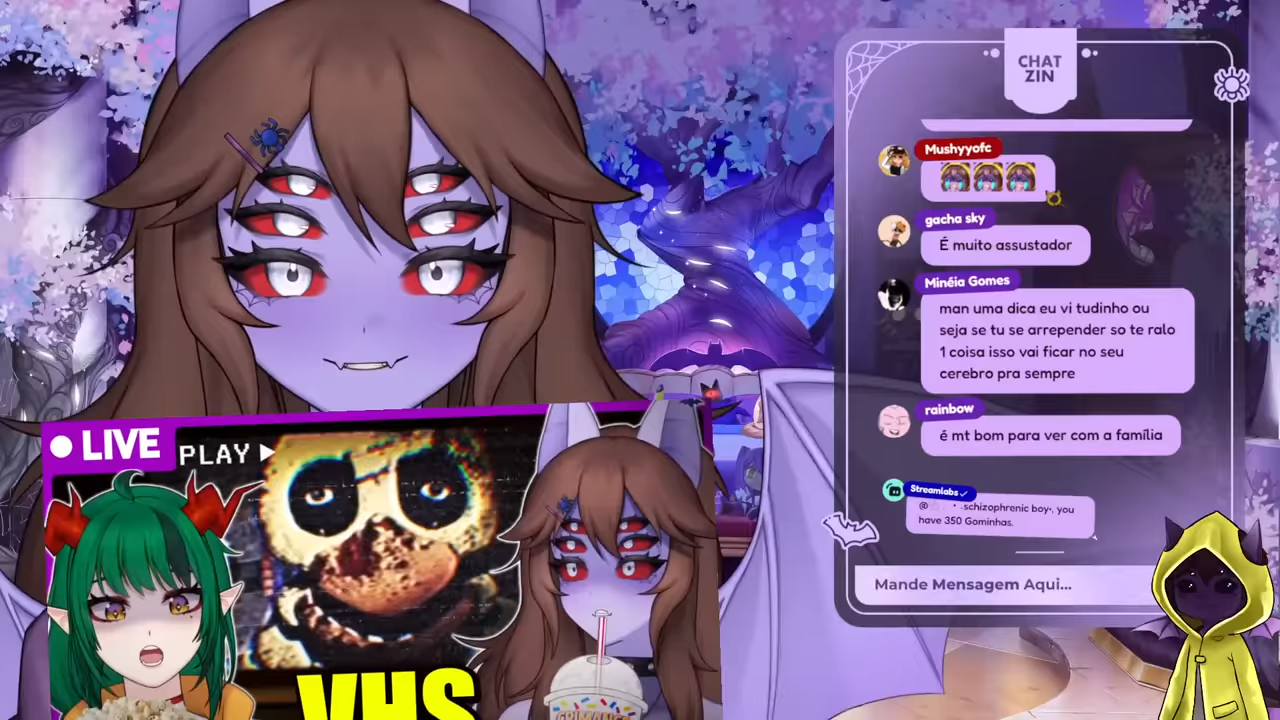 CHAT
ZIN
Mushyyofc
gacha sky
É muito assustador
Minéia Gomes
man uma dica eu vi tudinho ou
seja se tu se arrepender so te ralo
1 coisa isso vai ficar no seu
cerebro pra sempre
rainbow
é mt bom para ver com a família
Streamlabs
schizophrenic boy, you
have 350 Gominhas.
Mande Mensagem Aqui...
LIVE
PLAY
VHS